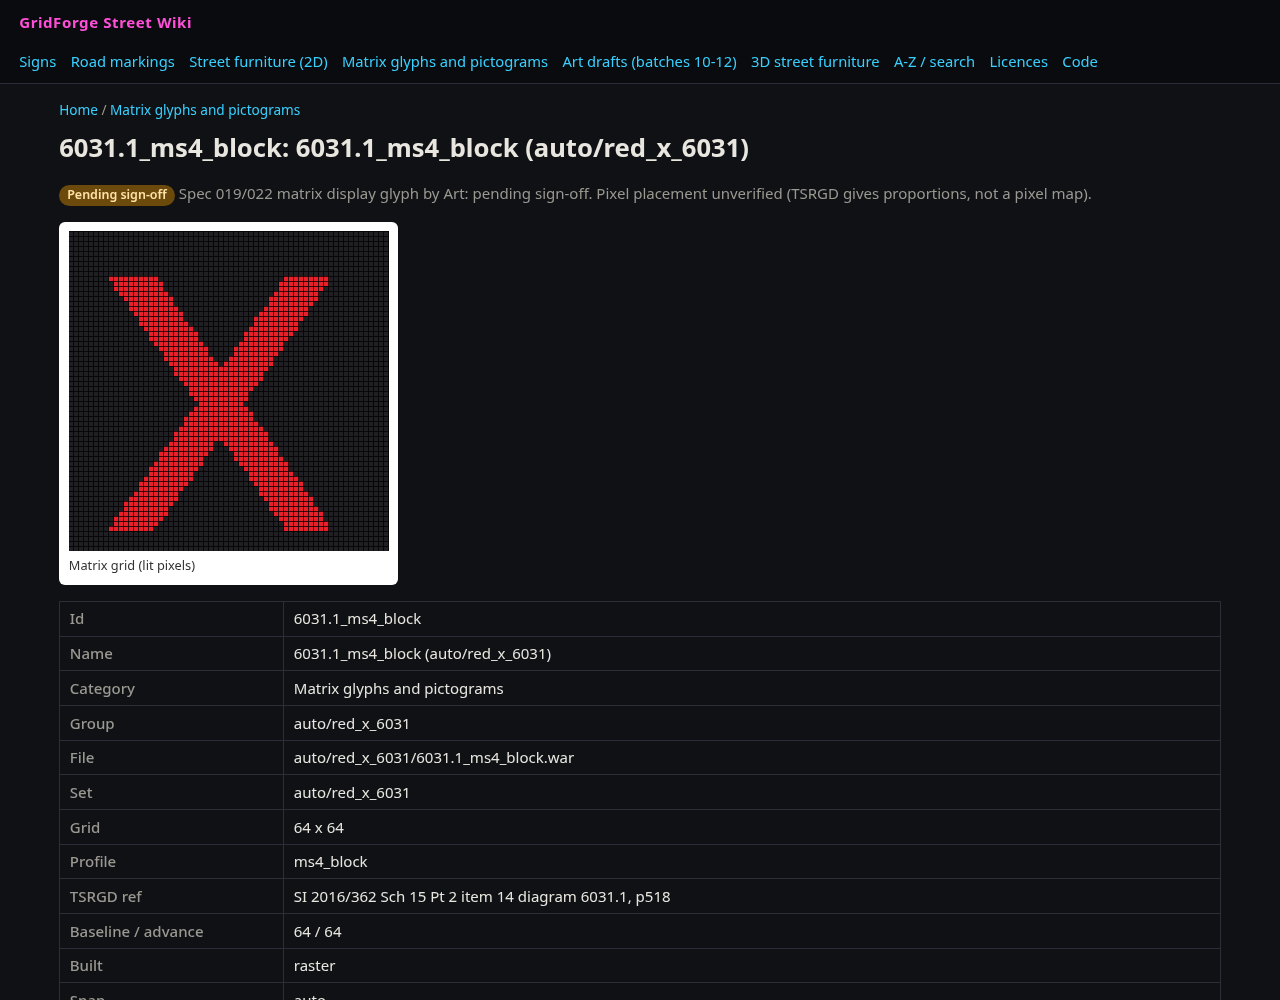 GridForge Street Wiki
Signs Road markings Street furniture (2D) Matrix glyphs and pictograms Art drafts (batches 10-12) 3D street furniture A-Z / search Licences Code
Home / Matrix glyphs and pictograms
6031.1_ms4_block: 6031.1_ms4_block (auto/red_x_6031)
Pending sign-off Spec 019/022 matrix display glyph by Art: pending sign-off. Pixel placement unverified (TSRGD gives proportions, not a pixel map).
Matrix grid (lit pixels)
Id 6031.1_ms4_block
Name 6031.1_ms4_block (auto/red_x_6031)
Category Matrix glyphs and pictograms
Group auto/red_x_6031
File auto/red_x_6031/6031.1_ms4_block.war
Set auto/red_x_6031
Grid 64 x 64
Profile ms4_block
TSRGD ref SI 2016/362 Sch 15 Pt 2 item 14 diagram 6031.1, p518
Baseline / advance 64 / 64
Built raster
Snap auto